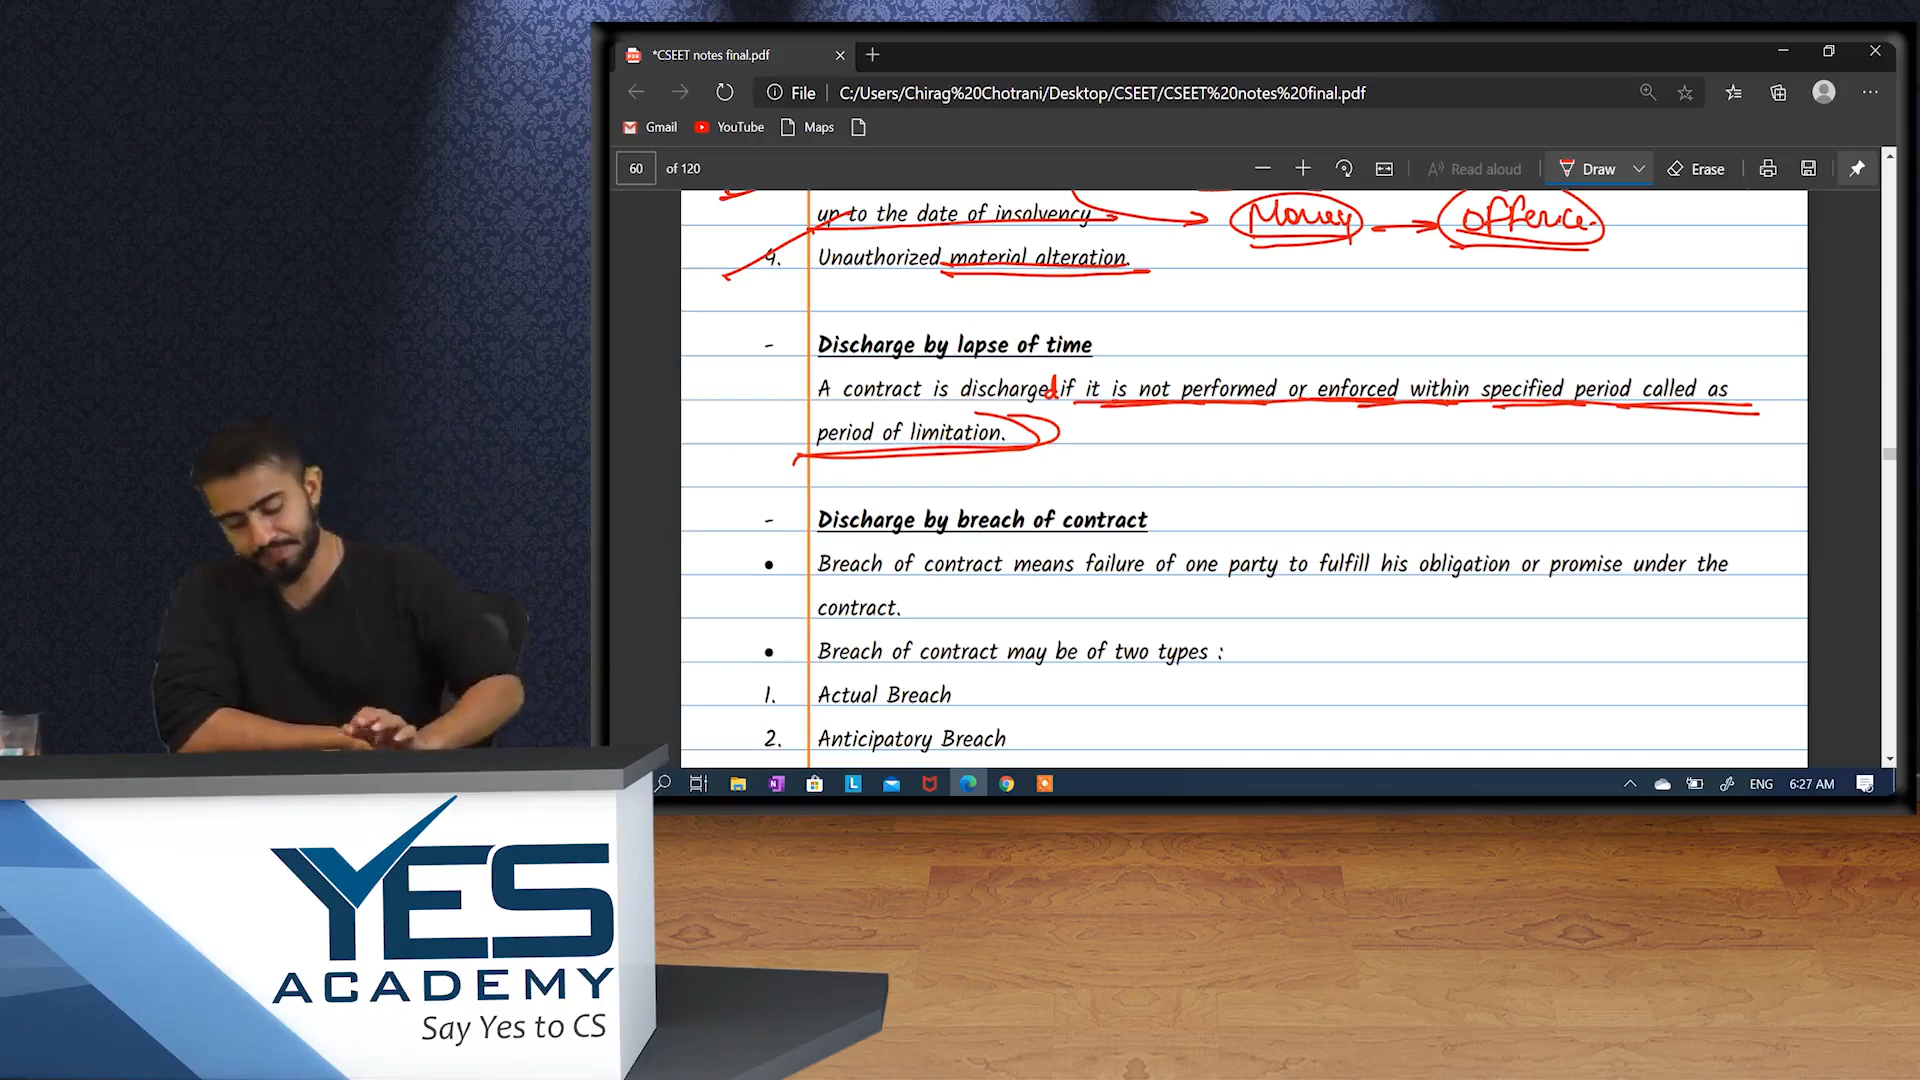 *CSEET notes final.pdf
File
C:/Users/Chirag%20Chotrani/Desktop/CSEET/CSEET%20notes%20final.pdf
Gmail
YouTube
Maps
60 of 120
Read aloud
Draw
Erase
up to the date of insolvency
Money
offence.
4. Unauthorized material alteration.
- Discharge by lapse of time
A contract is discharged if it is not performed or enforced within specified period called as
period of limitation.
- Discharge by breach of contract
• Breach of contract means failure of one party to fulfill his obligation or promise under the
contract.
• Breach of contract may be of two types :
1. Actual Breach
2. Anticipatory Breach
ENG
6:27 AM
YES
ACADEMY
Say Yes to CS